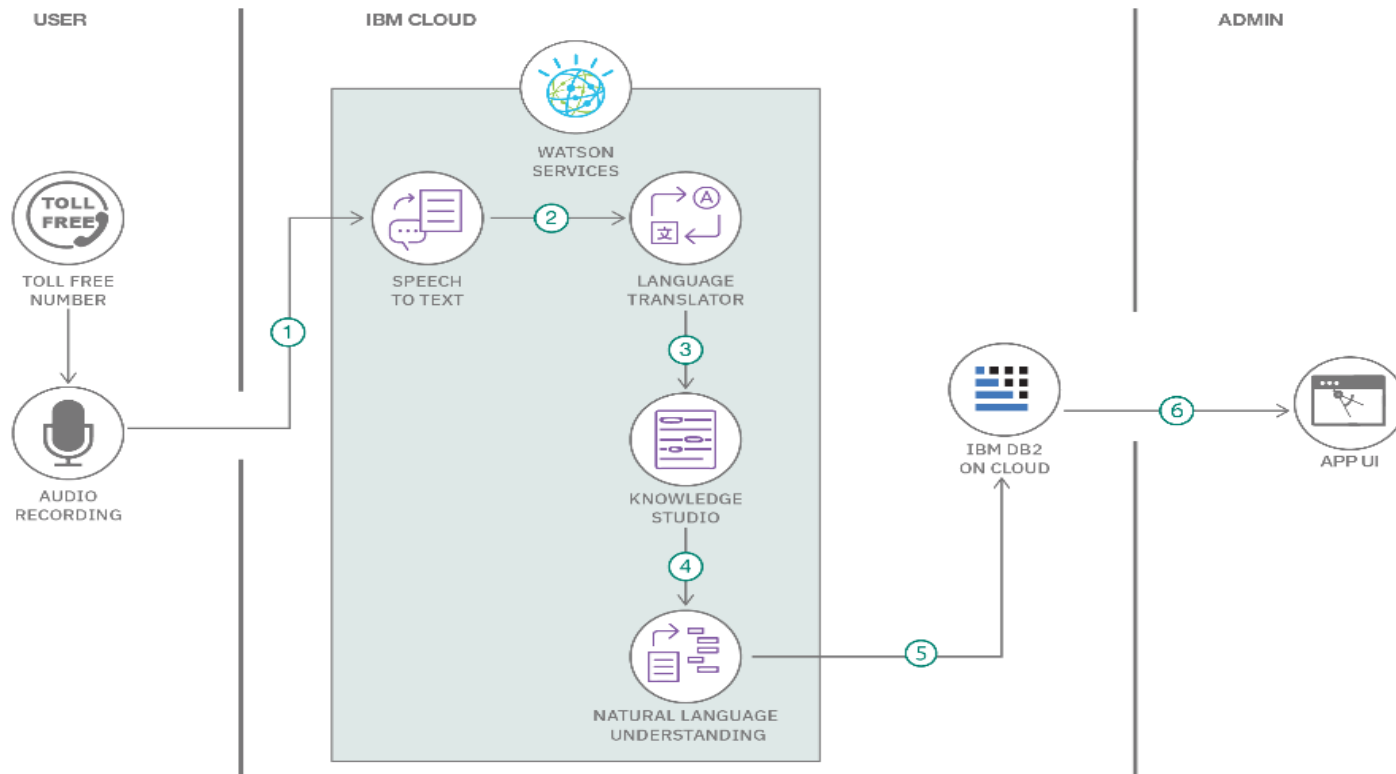 USER
IBM CLOUD
ADMIN
WATSON
SERVICES
TOLL
FREE
TOLL FREE
NUMBER
1
SPEECH
TO TEXT
2
A
文
LANGUAGE
TRANSLATOR
3
AUDIO
RECORDING
KNOWLEDGE
STUDIO
4
NATURAL LANGUAGE
UNDERSTANDING
5
IBM DB2
ON CLOUD
6
APP UI